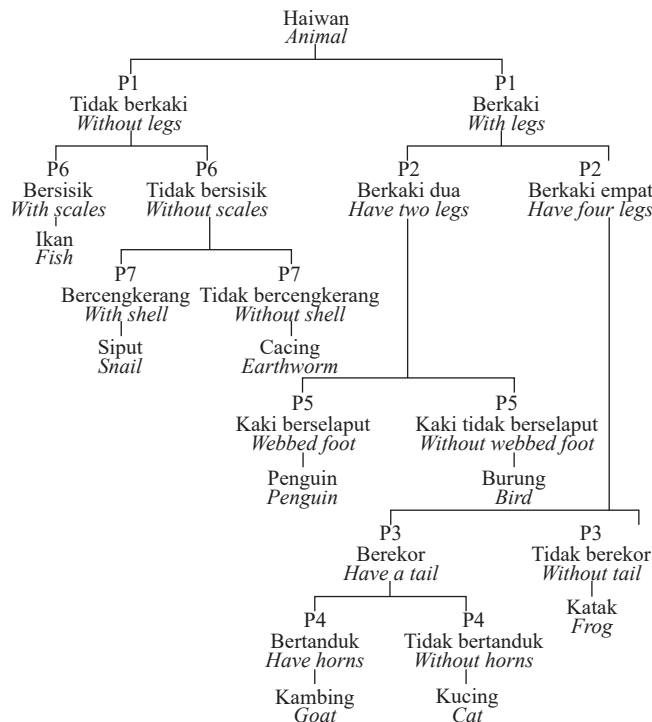 Haiwan
Animal
P1
Tidak berkaki
Without legs
P1
Berkaki
With legs
P6
Bersisik
With scales
Ikan
Fish
P6
Tidak bersisik
Without scales
P2
Berkaki dua
Have two legs
P2
Berkaki empat
Have four legs
P7
Bercengkerang
With shell
Siput
Snail
P7
Tidak bercengkerang
Without shell
Cacing
Earthworm
P5
Kaki berselaput
Webbed foot
Penguin
Penguin
P5
Kaki tidak berselaput
Without webbed foot
Burung
Bird
P3
Berekor
Have a tail
P3
Tidak berekor
Without tail
Katak
Frog
P4
Bertanduk
Have horns
Kambing
Goat
P4
Tidak bertanduk
Without horns
Kucing
Cat